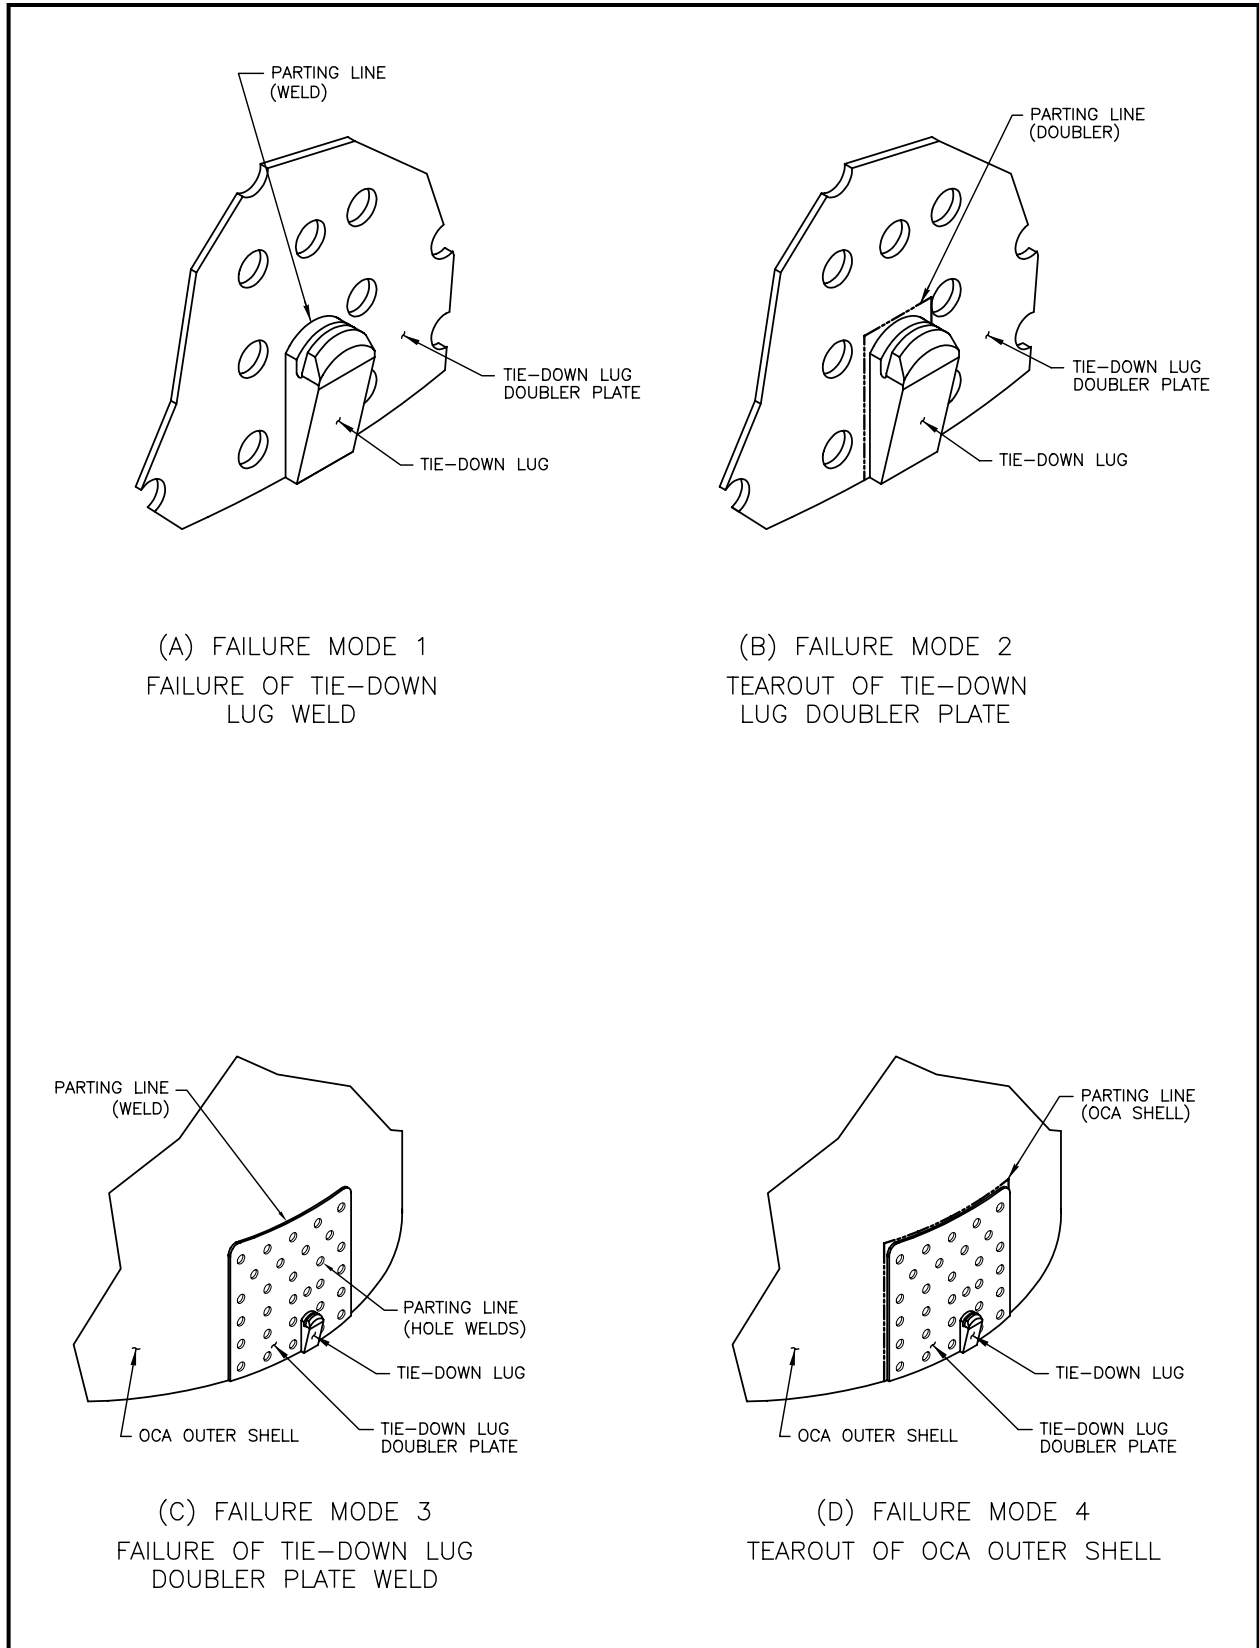 PARTING LINE
(WELD)
TIE-DOWN LUG
DOUBLER PLATE
TIE-DOWN LUG
(A) FAILURE MODE 1
FAILURE OF TIE-DOWN
LUG WELD
PARTING LINE
(DOUBLER)
TIE-DOWN LUG
DOUBLER PLATE
TIE-DOWN LUG
(B) FAILURE MODE 2
TEAROUT OF TIE-DOWN
LUG DOUBLER PLATE
PARTING LINE
(WELD)
PARTING LINE
(HOLE WELDS)
TIE-DOWN LUG
TIE-DOWN LUG
DOUBLER PLATE
OCA OUTER SHELL
(C) FAILURE MODE 3
FAILURE OF TIE-DOWN LUG
DOUBLER PLATE WELD
PARTING LINE
(OCA SHELL)
TIE-DOWN LUG
TIE-DOWN LUG
DOUBLER PLATE
OCA OUTER SHELL
(D) FAILURE MODE 4
TEAROUT OF OCA OUTER SHELL